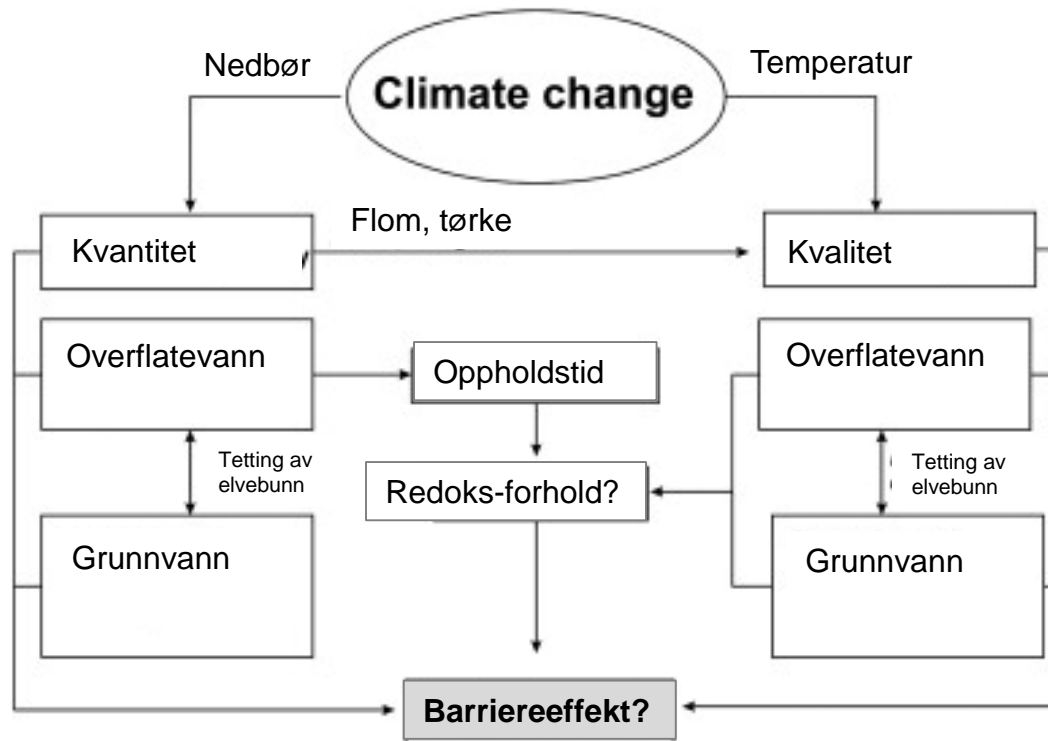 Nedbør
Climate change
Temperatur
Kvantitet
Flom, tørke
Kvalitet
Overflatevann
Oppholdstid
Overflatevann
Tetting av
elvebunn
Redoks-forhold?
Tetting av
elvebunn
Grunnvann
Grunnvann
Barriereeffekt?